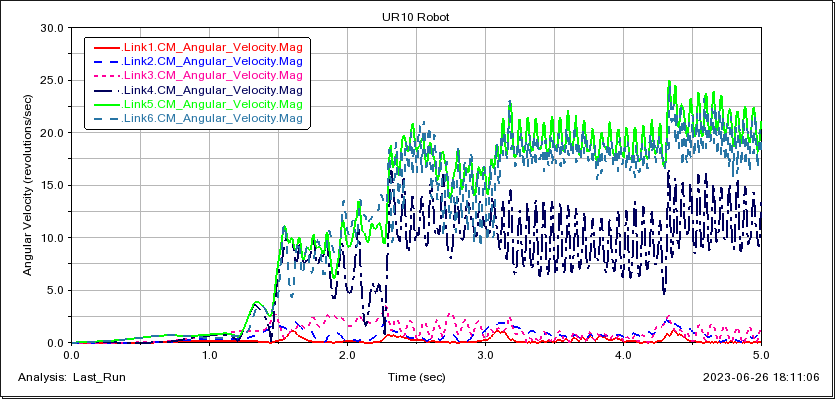 UR10 Robot
30.0
25.0
20.0
15.0
10.0
5.0
0.0
Angular Velocity (revolutions/sec)
.Link1.CM_Angular_Velocity.Mag
.Link2.CM_Angular_Velocity.Mag
.Link3.CM_Angular_Velocity.Mag
.Link4.CM_Angular_Velocity.Mag
.Link5.CM_Angular_Velocity.Mag
.Link6.CM_Angular_Velocity.Mag
0.0 1.0 2.0 3.0 4.0 5.0
Analysis: Last_Run Time (sec) 2023-06-26 18:11:06